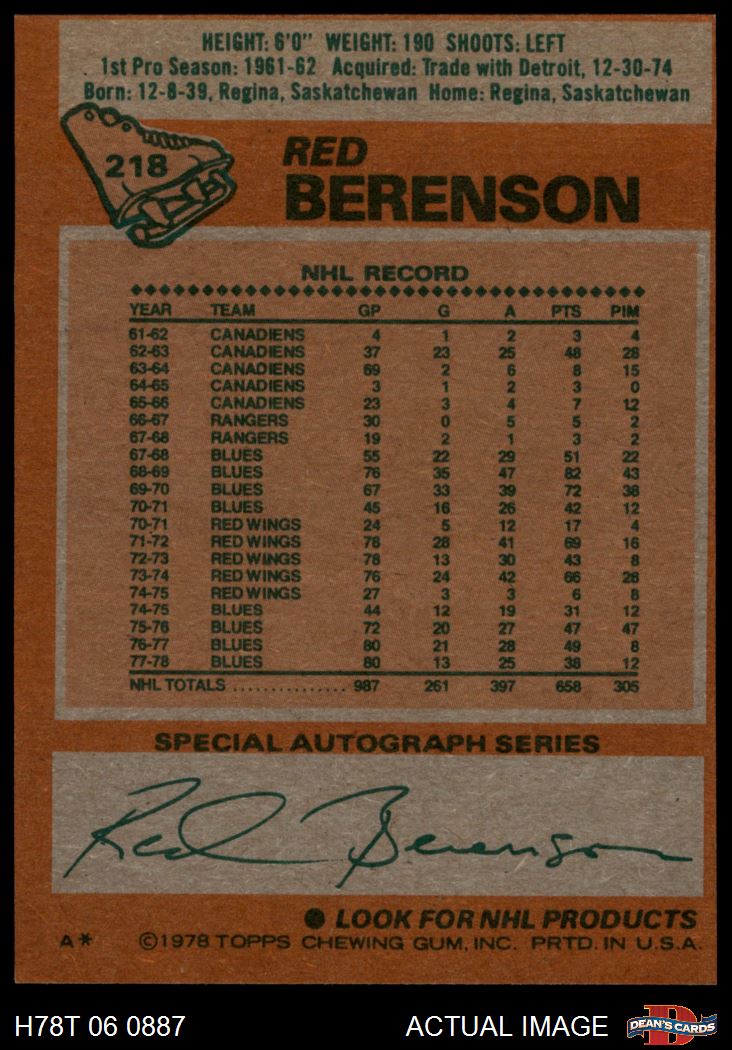 HEIGHT: 6'0" WEIGHT: 190 SHOOTS: LEFT
1st Pro Season: 1961-62 Acquired: Trade with Detroit, 12-30-74
Born: 12-8-39, Regina, Saskatchewan Home: Regina, Saskatchewan
218
RED
BERENSON
NHL RECORD
YEAR TEAM GP G A PTS PIM
61-62 CANADIENS 4 1 2 3 4
62-63 CANADIENS 37 23 25 48 28
63-64 CANADIENS 69 2 6 8 15
64-65 CANADIENS 3 1 2 3 0
65-66 CANADIENS 23 3 4 7 12
66-67 RANGERS 30 0 5 5 2
67-68 RANGERS 19 2 1 3 2
67-68 BLUES 55 22 29 51 22
68-69 BLUES 76 35 47 82 43
69-70 BLUES 67 33 39 72 38
70-71 BLUES 45 16 26 42 12
70-71 RED WINGS 24 5 12 17 4
71-72 RED WINGS 78 28 41 69 16
72-73 RED WINGS 78 13 30 43 8
73-74 RED WINGS 76 24 42 66 28
74-75 RED WINGS 27 3 3 6 8
74-75 BLUES 44 12 19 31 12
75-76 BLUES 72 20 27 47 47
76-77 BLUES 80 21 28 49 8
77-78 BLUES 80 13 25 38 12
NHL TOTALS ................ 987 261 397 658 305
SPECIAL AUTOGRAPH SERIES
Red Berenson
● LOOK FOR NHL PRODUCTS
A* ©1978 TOPPS CHEWING GUM, INC. PRTD. IN U.S.A.
H78T 06 0887 ACTUAL IMAGE D DEAN'S CARDS